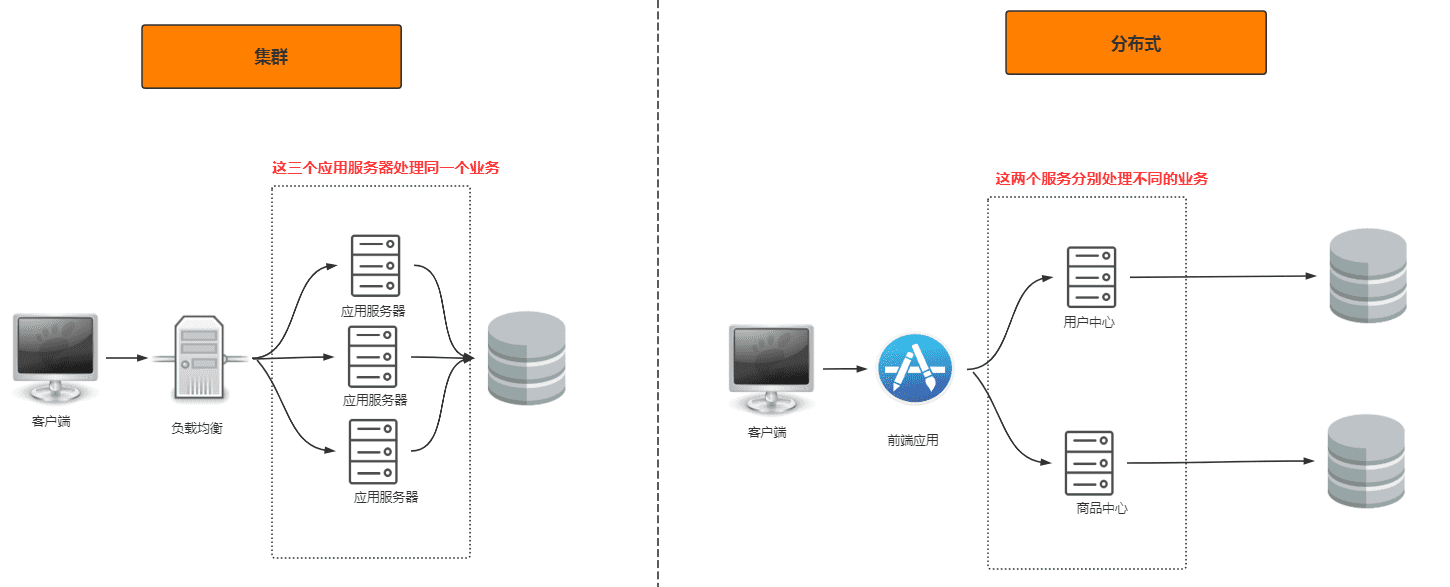 集群
这三个应用服务器处理同一个业务
应用服务器
应用服务器
应用服务器
客户端
负载均衡
分布式
这两个服务分别处理不同的业务
用户中心
客户端
前端应用
商品中心